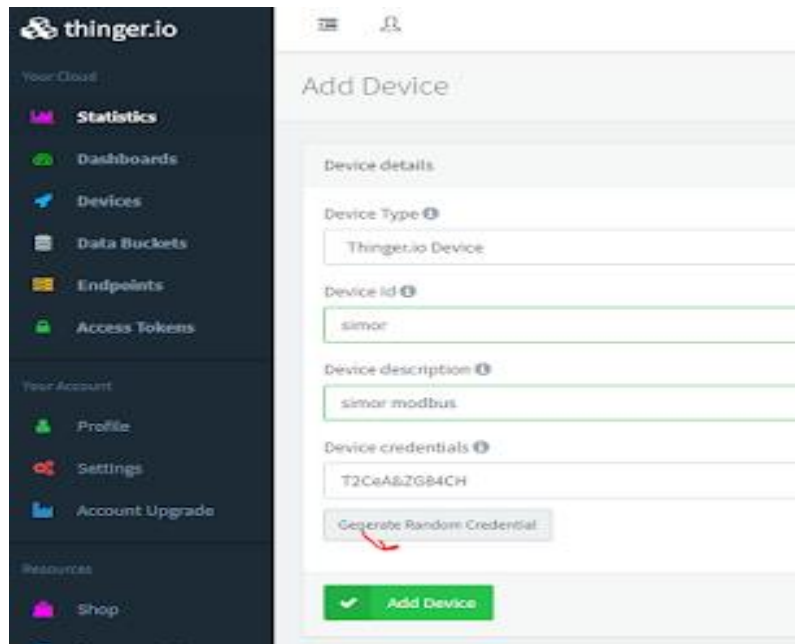 thinger.io
Your Cloud
Statistics
Dashboards
Devices
Data Buckets
Endpoints
Access Tokens
Your Account
Profile
Settings
Account Upgrade
Resources
Shop
Add Device
Device details
Device Type
Thinger.io Device
Device Id
simor
Device description
simor modbus
Device credentials
Generate Random Credential
Add Device